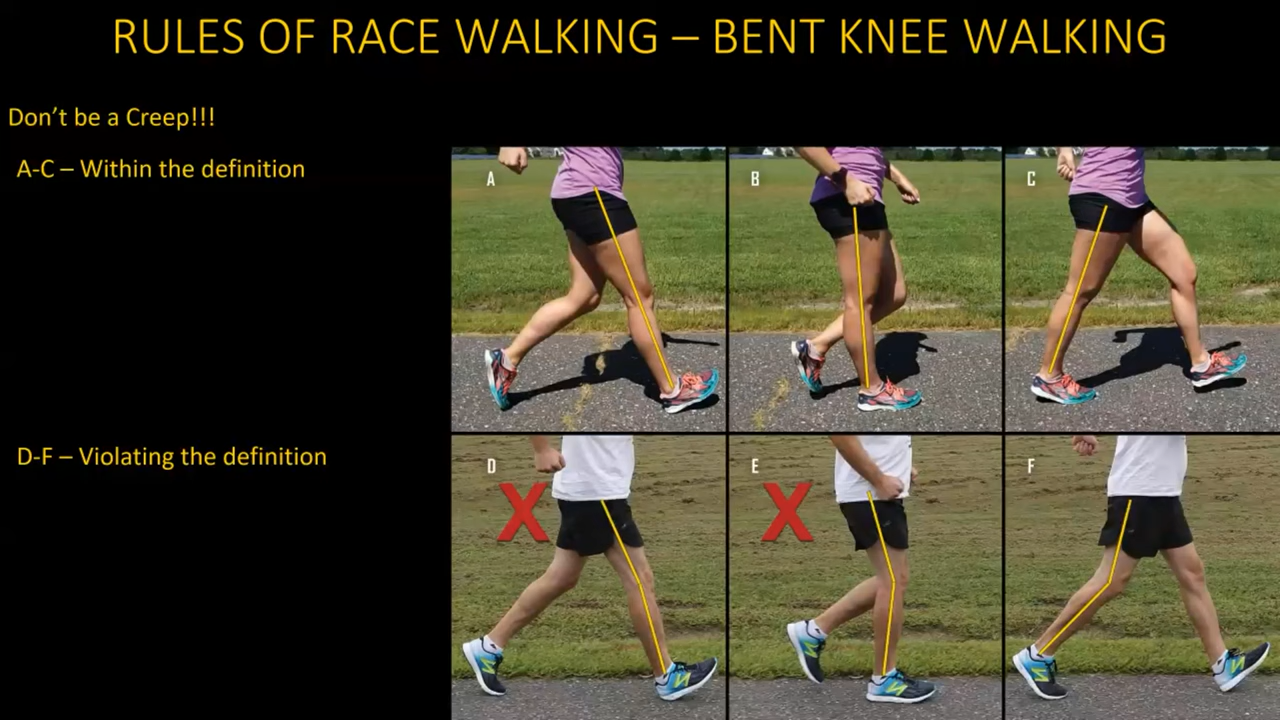 RULES OF RACE WALKING – BENT KNEE WALKING
Don’t be a Creep!!!
A-C – Within the definition
A
B
C
D-F – Violating the definition
D
E
F
X
X